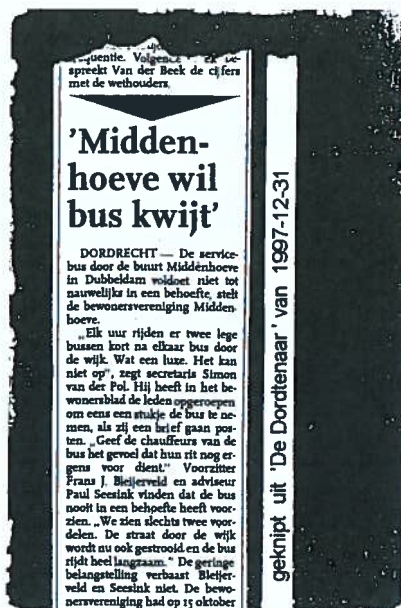 quentie. Volgende
spreekt Van der Beek de cijfers
met de wethouders.
'Midden-
hoeve wil
bus kwijt'
DORDRECHT — De service-
bus door de buurt Middenhoeve
in Dubbeldam voldoet niet tot
nauwelijks in een behoefte, stelt
de bewonersvereniging Midden-
hoeve.
„Elk uur rijden er twee lege
bussen kort na elkaar bus door
de wijk. Wat een luxe. Het kan
niet op”, zegt secretaris Simon
van der Pol. Hij heeft in het be-
wonersblad de leden opgeroepen
om eens een stukje de bus te ne-
men, als zij een brief gaan pos-
ten. „Geef de chauffeurs van de
bus het gevoel dat hun rit nog er-
gens voor dient.” Voorzitter
Frans J. Bleijerveld en adviseur
Paul Seesink vinden dat de bus
nooit in een behoefte heeft voor-
zien. „We zien slechts twee voor-
delen. De straat door de wijk
wordt nu ook gestrooid en de bus
rijdt heel langzaam.” De geringe
belangstelling verbaast Bleijer-
veld en Seesink niet. De bewo-
nersvereniging had op 15 oktober
geknipt uit 'De Dordtenaar' van 1997-12-31